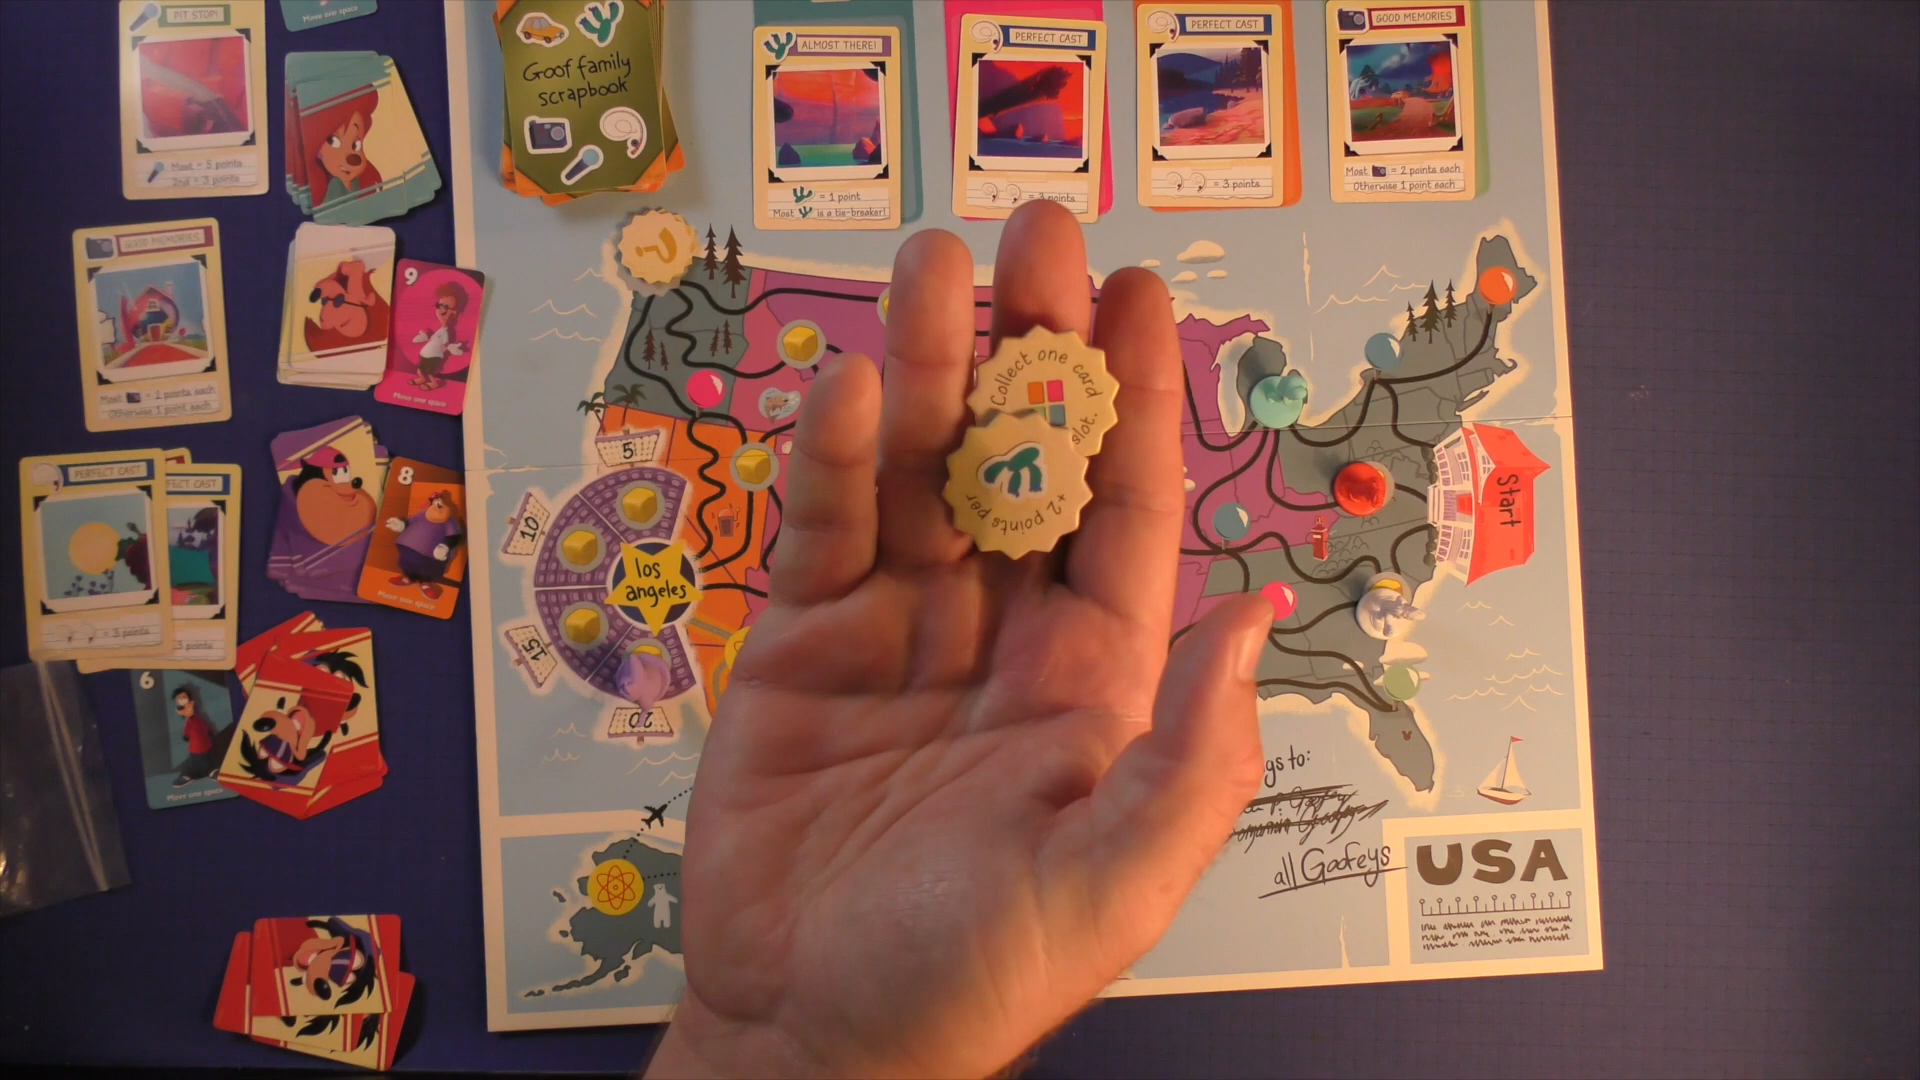 PIT STOP!
Most = 5 points
2nd = 3 points
Move one space
Goof family
scrapbook
ALMOST THERE!
= 1 point
Most is a tie-breaker!
PERFECT CAST
= 3 points
PERFECT CAST
= 3 points
GOOD MEMORIES
Most = 2 points each
Otherwise 1 point each
GOOD MEMORIES
Most = 2 points each
Otherwise 1 point each
9
Move one space
Collect one card
slot.
+2 points per
5
10
15
20
los
angeles
Start
PERFECT CAST
= 3 points
CAST
3 points
8
Move one space
6
Move one space
to:
all Goofeys
USA